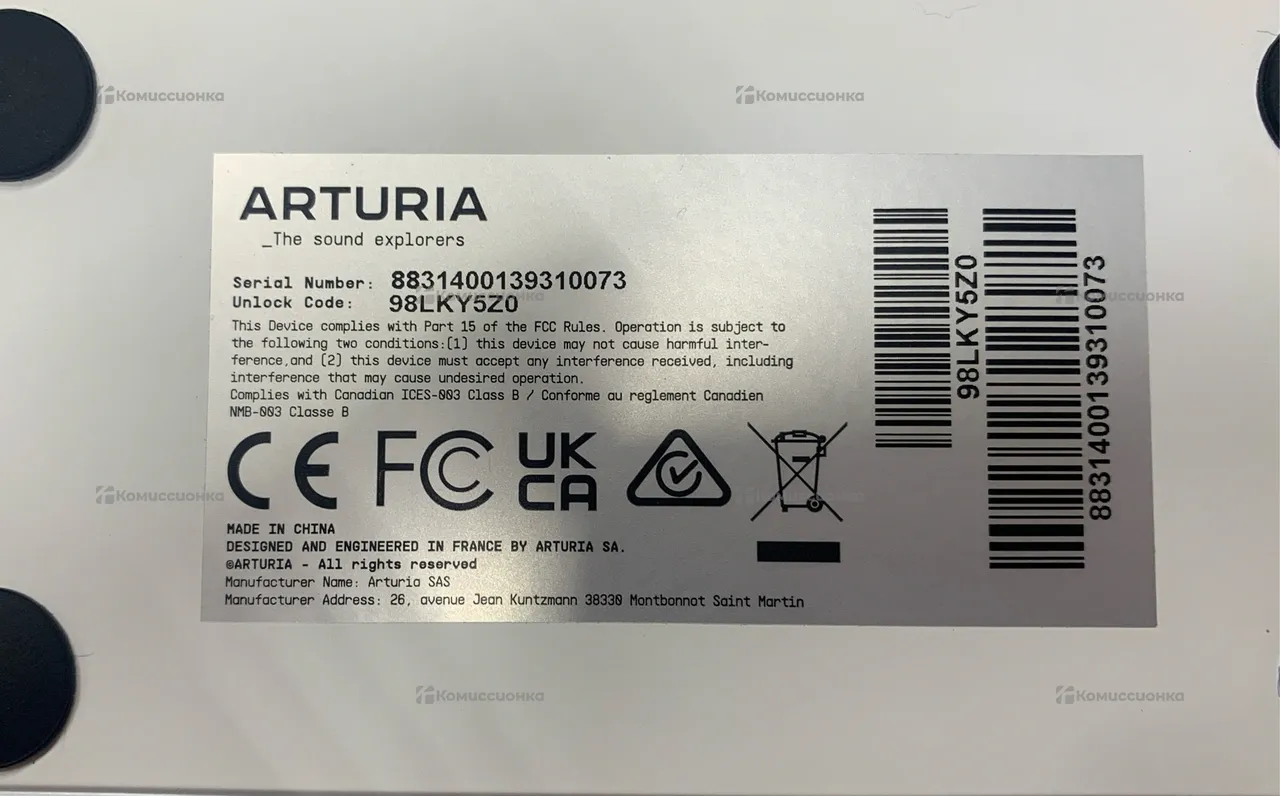 Комиссионка
Комиссионка
ARTURIA
_The sound explorers
Serial Number: 8831400139310073
Unlock Code: 98LKY5Z0
This Device complies with Part 15 of the FCC Rules. Operation is subject to
the following two conditions:(1) this device may not cause harmful inter-
ference,and (2) this device must accept any interference received, including
interference that may cause undesired operation.
Complies with Canadian ICES-003 Class B / Conforme au reglement Canadien
NMB-003 Classe B
CE FC UK
CA
MADE IN CHINA
DESIGNED AND ENGINEERED IN FRANCE BY ARTURIA SA.
©ARTURIA - All rights reserved
Manufacturer Name: Arturia SAS
Manufacturer Address: 26, avenue Jean Kuntzmann 38330 Montbonnot Saint Martin
98LKY5Z0
8831400139310073
Комиссионка
Комиссионка
Комиссионка
Комиссионка
Комиссионка
Комиссионка